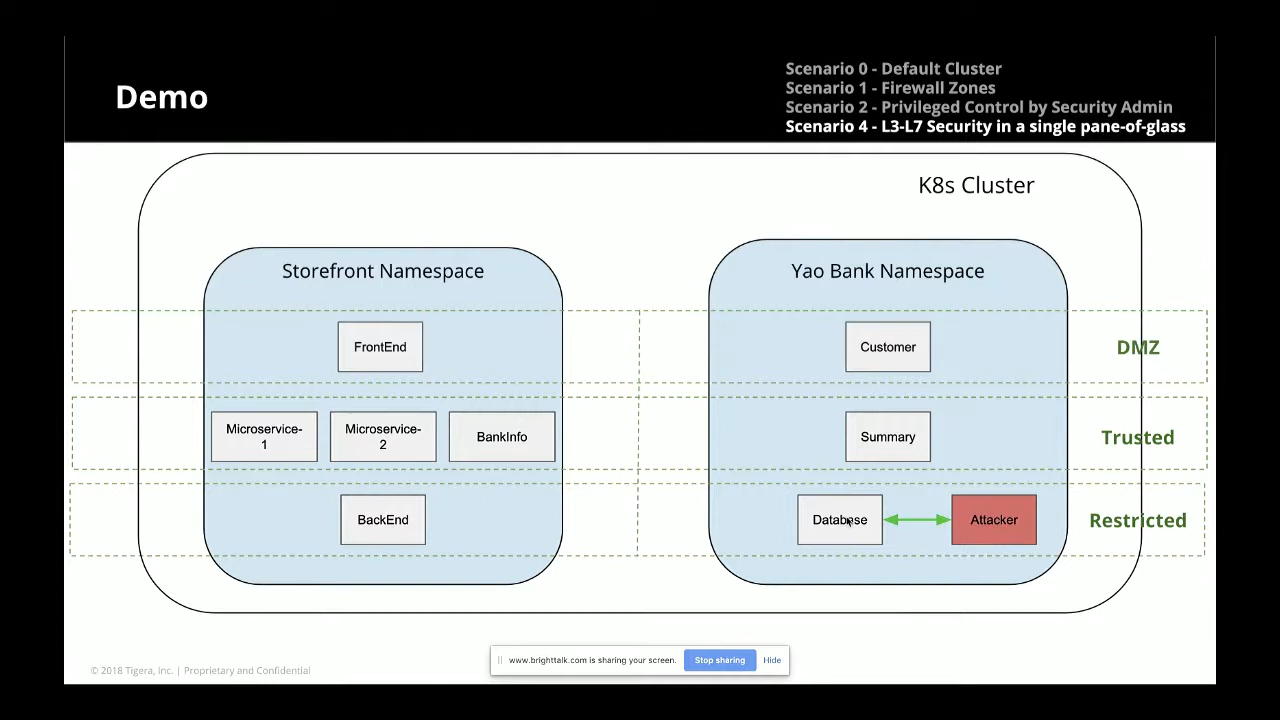 Demo
Scenario 0 - Default Cluster
Scenario 1 - Firewall Zones
Scenario 2 - Privileged Control by Security Admin
Scenario 4 - L3-L7 Security in a single pane-of-glass
K8s Cluster
Storefront Namespace
Yao Bank Namespace
FrontEnd
Customer
DMZ
Microservice-
1
Microservice-
2
BankInfo
Summary
Trusted
BackEnd
Database
Attacker
Restricted
www.brighttalk.com is sharing your screen.
Stop sharing
Hide
© 2018 Tigera, Inc. | Proprietary and Confidential